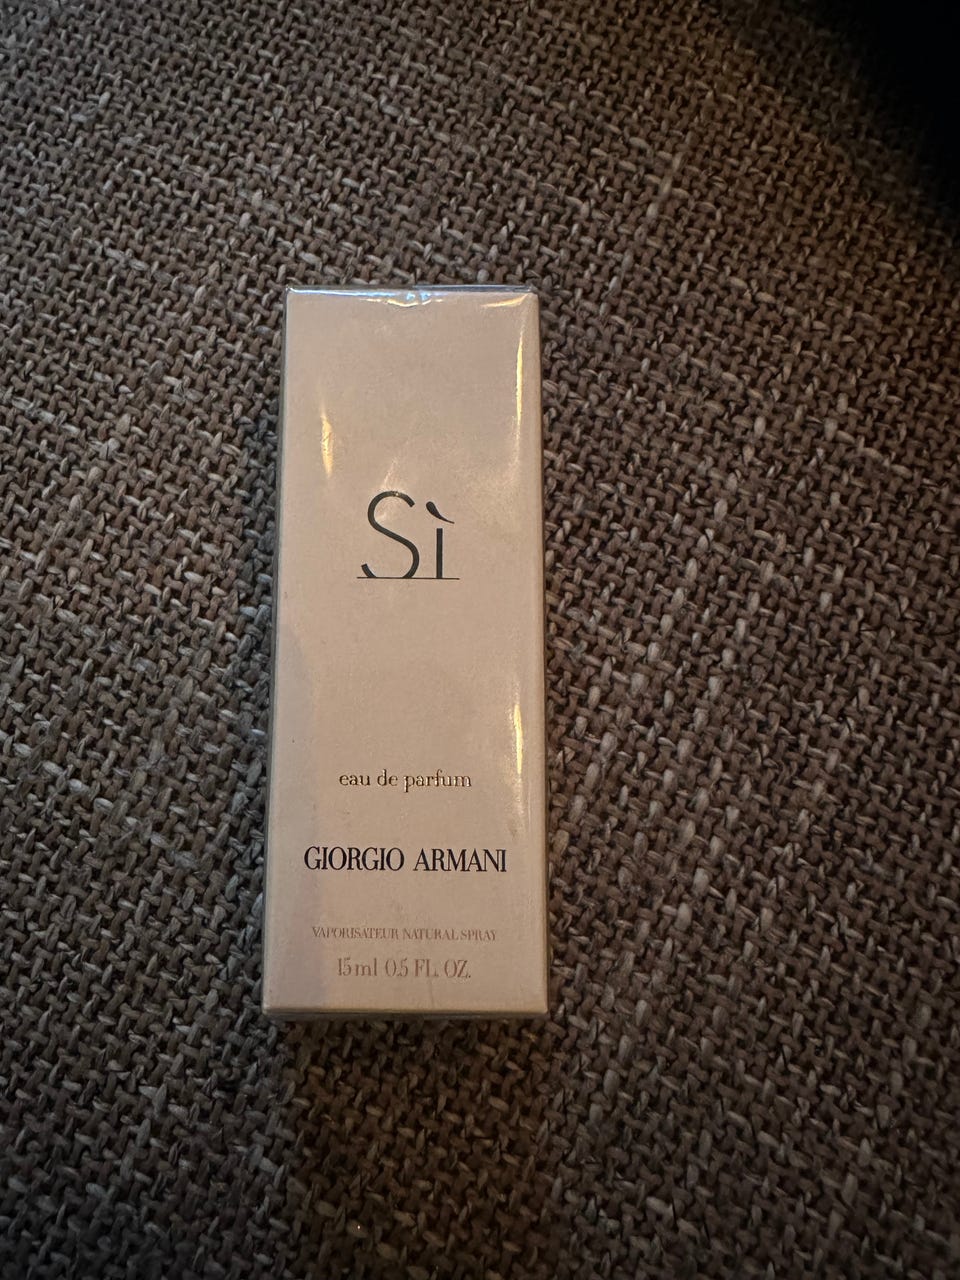 Sì
eau de parfum
GIORGIO ARMANI
VAPORISATEUR NATURAL SPRAY
15 ml 0.5 FL. OZ.